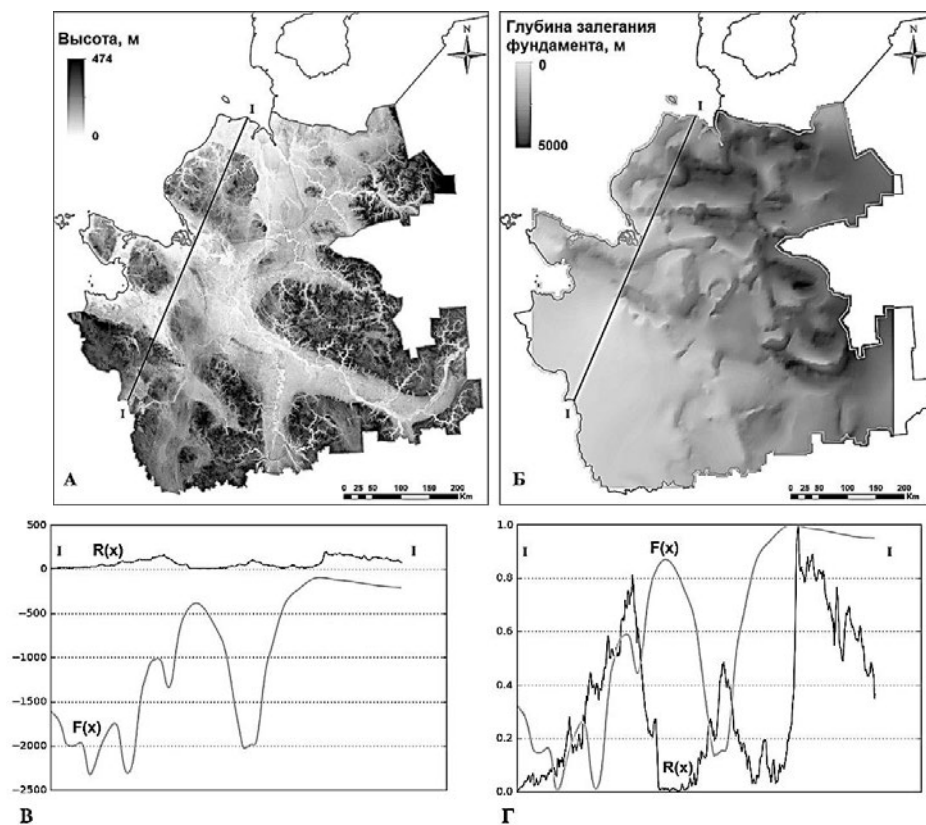 Высота, м
474
0
N
I
I
А
0 25 50 100 150 200
Km
Глубина залегания
фундамента, м
0
5000
N
I
I
Б
0 25 50 100 150 200
Km
500
0
−500
−1000
−1500
−2000
−2500
I
R(x)
I
F(x)
В
1.0
0.8
0.6
0.4
0.2
0.0
I
F(x)
I
R(x)
Г